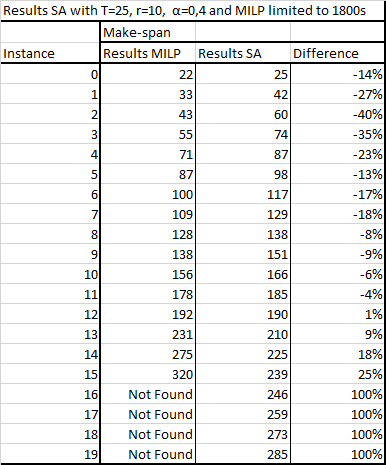 Results SA with T=25, r=10, α=0,4 and MILP limited to 1800s
Make-span
Instance Results MILP Results SA Difference
0 22 25 -14%
1 33 42 -27%
2 43 60 -40%
3 55 74 -35%
4 71 87 -23%
5 87 98 -13%
6 100 117 -17%
7 109 129 -18%
8 128 138 -8%
9 138 151 -9%
10 156 166 -6%
11 178 185 -4%
12 192 190 1%
13 231 210 9%
14 275 225 18%
15 320 239 25%
16 Not Found 246 100%
17 Not Found 259 100%
18 Not Found 273 100%
19 Not Found 285 100%